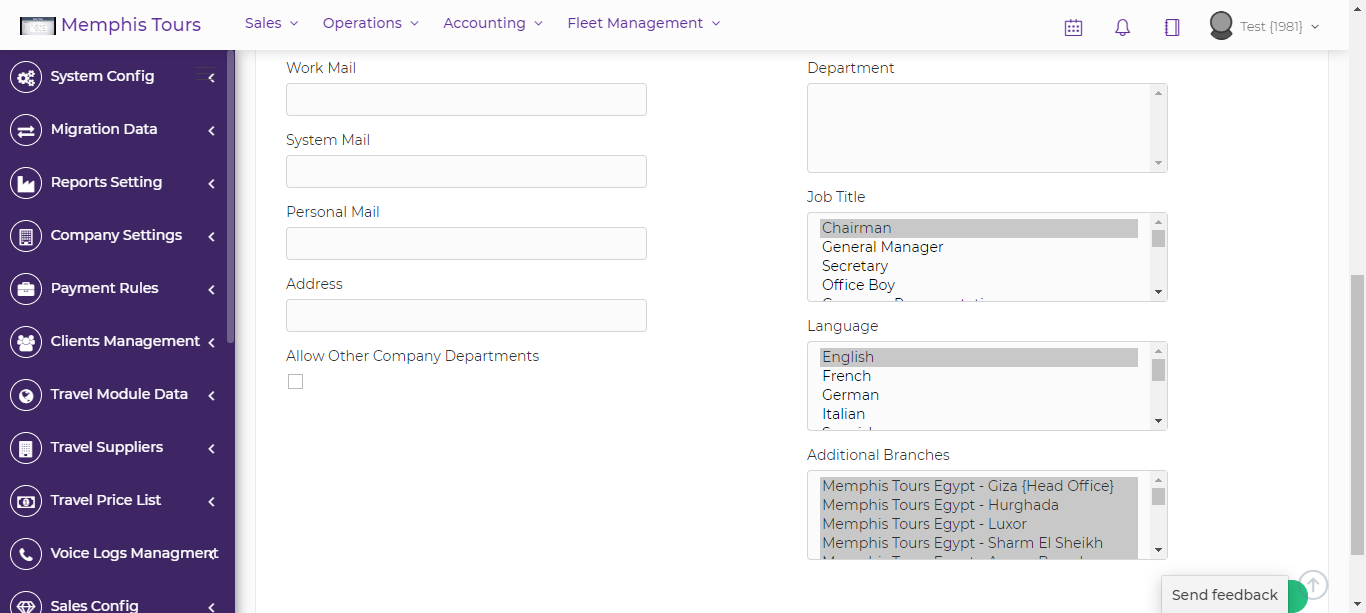 Memphis Tours
Sales
Operations
Accounting
Fleet Management
Test {1981}
System Config
Migration Data
Reports Setting
Company Settings
Payment Rules
Clients Management
Travel Module Data
Travel Suppliers
Travel Price List
Voice Logs Managment
Sales Config
Work Mail
System Mail
Personal Mail
Address
Allow Other Company Departments
Department
Job Title
Chairman
General Manager
Secretary
Office Boy
Language
English
French
German
Italian
Additional Branches
Memphis Tours Egypt - Giza {Head Office}
Memphis Tours Egypt - Hurghada
Memphis Tours Egypt - Luxor
Memphis Tours Egypt - Sharm El Sheikh
Send feedback